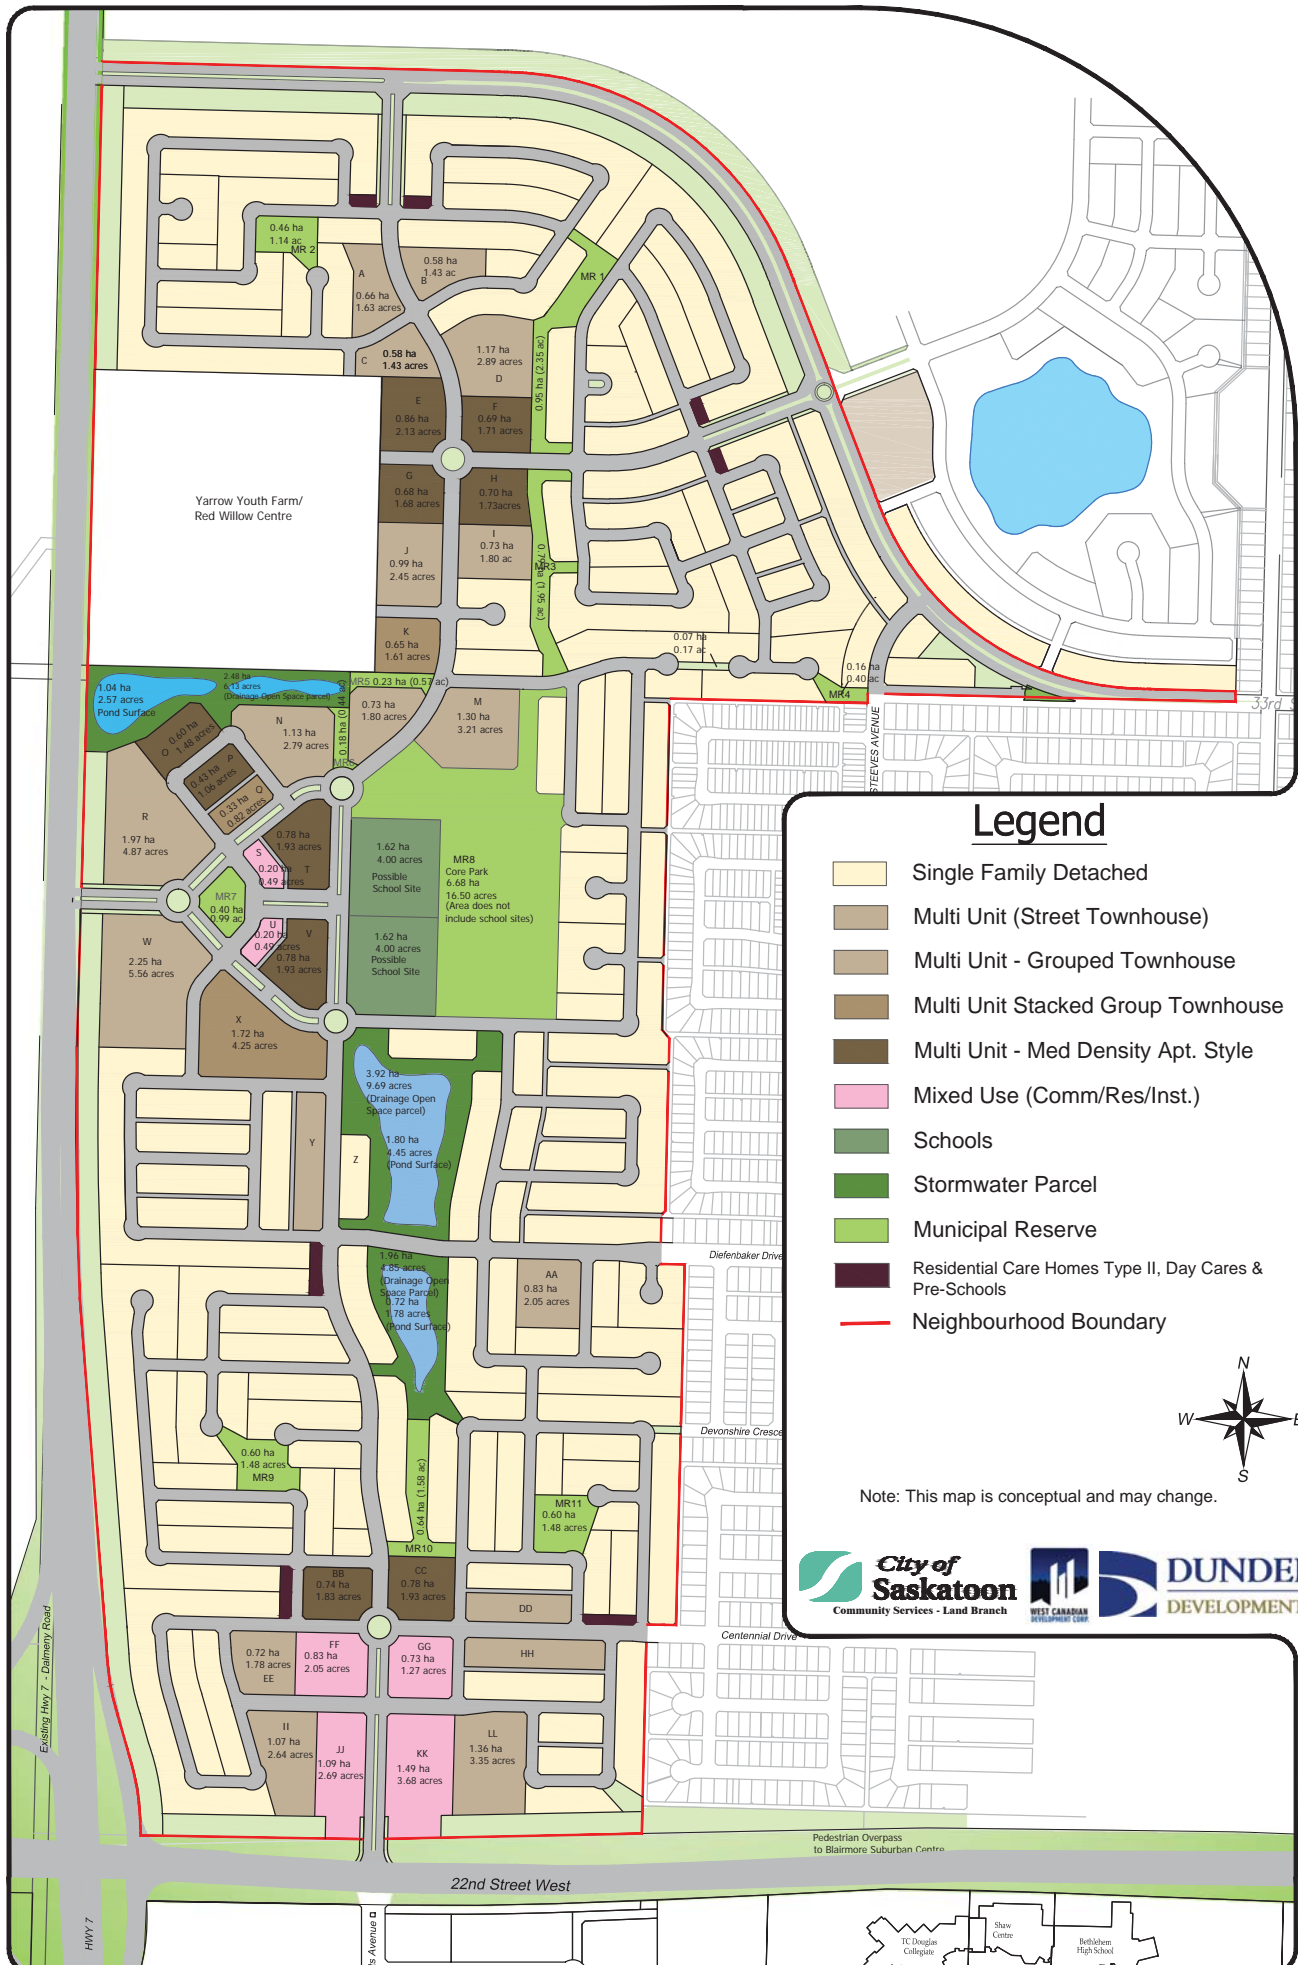 0.46 ha
1.14 ac
MR 2
A
0.66 ha
1.63 acres
0.58 ha
1.43 ac
B
MR 1
C
0.58 ha
1.43 acres
1.17 ha
2.89 acres
D
0.95 ha (2.35 ac)
E
0.86 ha
2.13 acres
F
0.69 ha
1.71 acres
Yarrow Youth Farm/
Red Willow Centre
G
0.68 ha
1.68 acres
H
0.70 ha
1.73acres
I
0.73 ha
1.80 ac
J
0.99 ha
2.45 acres
MR3
0.79 ha (1.95 ac)
K
0.65 ha
1.61 acres
0.07 ha
0.17 ac
0.16 ha
0.40 ac
MR4
33rd
STEEVES AVENUE
1.04 ha
2.57 acres
Pond Surface
2.48 ha
6.13 acres
(Drainage Open Space parcel)
MR5 0.23 ha (0.57 ac)
0.18 ha (0.44 ac)
MR6
0.73 ha
1.80 acres
M
1.30 ha
3.21 acres
N
1.13 ha
2.79 acres
O
0.60 ha
1.48 acres
P
0.43 ha
1.06 acres
Q
0.33 ha
0.82 acres
R
1.97 ha
4.87 acres
S
0.20 ha
0.49 acres
0.78 ha
1.93 acres
T
MR7
0.40 ha
0.99 ac
U
0.20 ha
0.49 acres
V
0.78 ha
1.93 acres
W
2.25 ha
5.56 acres
X
1.72 ha
4.25 acres
1.62 ha
4.00 acres
Possible
School Site
1.62 ha
4.00 acres
Possible
School Site
MR8
Core Park
6.68 ha
16.50 acres
(Area does not
include school sites)
3.92 ha
9.69 acres
(Drainage Open
Space parcel)
1.80 ha
4.45 acres
(Pond Surface)
Y
Z
1.96 ha
4.85 acres
(Drainage Open
Space Parcel)
0.72 ha
1.78 acres
(Pond Surface)
AA
0.83 ha
2.05 acres
Diefenbaker Drive
Devonshire Cresce
0.60 ha
1.48 acres
MR9
0.64 ha (1.58 ac)
MR10
MR11
0.60 ha
1.48 acres
BB
0.74 ha
1.83 acres
CC
0.78 ha
1.93 acres
DD
Centennial Drive
0.72 ha
1.78 acres
EE
FF
0.83 ha
2.05 acres
GG
0.73 ha
1.27 acres
HH
II
1.07 ha
2.64 acres
JJ
1.09 ha
2.69 acres
KK
1.49 ha
3.68 acres
LL
1.36 ha
3.35 acres
Existing Hwy 7 - Dalmeny Road
HWY 7
22nd Street West
Pedestrian Overpass
to Blairmore Suburban Centre
ts Avenue
TC Douglas
Collegiate
Shaw
Centre
Bethlehem
High School
Legend
Single Family Detached
Multi Unit (Street Townhouse)
Multi Unit - Grouped Townhouse
Multi Unit Stacked Group Townhouse
Multi Unit - Med Density Apt. Style
Mixed Use (Comm/Res/Inst.)
Schools
Stormwater Parcel
Municipal Reserve
Residential Care Homes Type II, Day Cares &
Pre-Schools
Neighbourhood Boundary
N
W
E
S
Note: This map is conceptual and may change.
City of
Saskatoon
Community Services - Land Branch
WEST CANADIAN
DEVELOPMENT CORP.
DUNDE
DEVELOPMENT